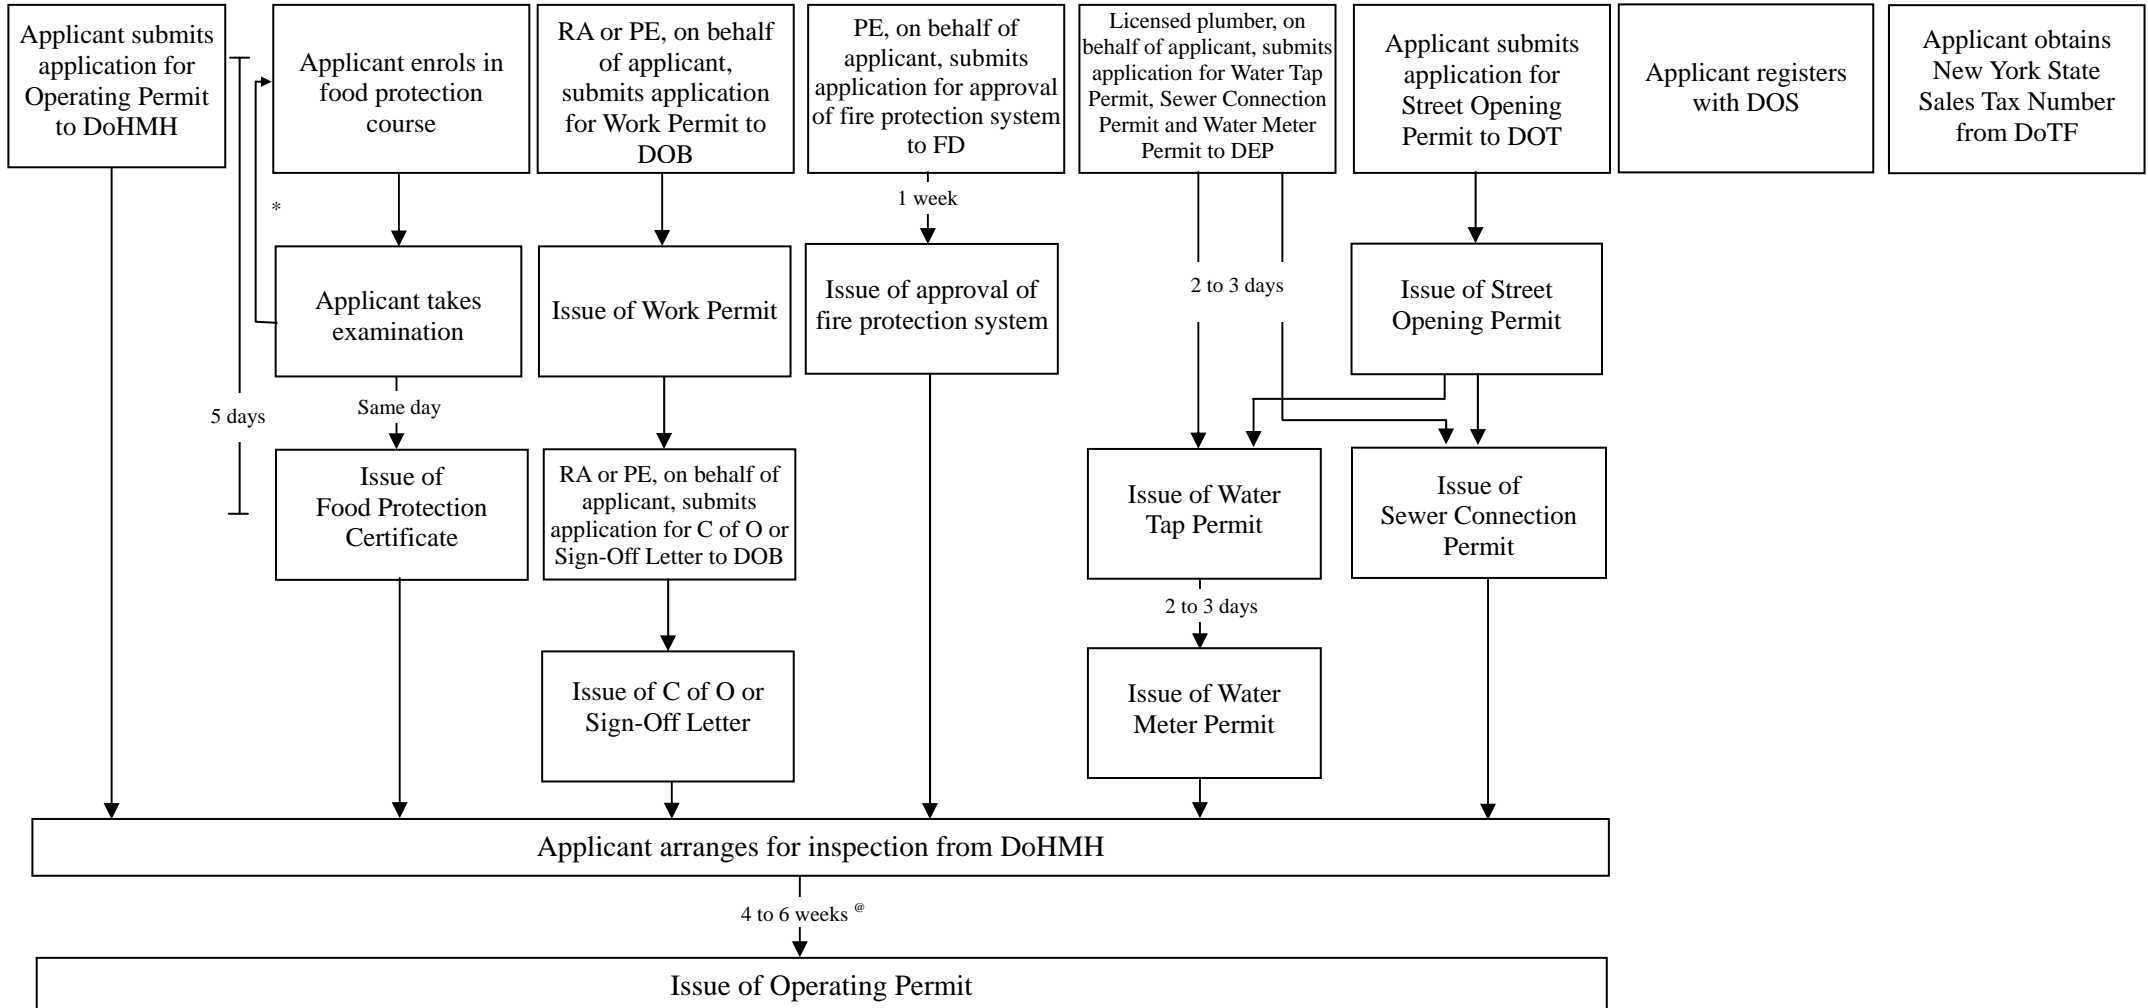 Applicant submits
application for
Operating Permit
to DoHMH
Applicant enrols in
food protection
course
RA or PE, on behalf
of applicant,
submits application
for Work Permit to
DOB
PE, on behalf of
applicant, submits
application for approval
of fire protection system
to FD
Licensed plumber, on
behalf of applicant, submits
application for Water Tap
Permit, Sewer Connection
Permit and Water Meter
Permit to DEP
Applicant submits
application for
Street Opening
Permit to DOT
Applicant registers
with DOS
Applicant obtains
New York State
Sales Tax Number
from DoTF
*
1 week
Applicant takes
examination
Issue of Work Permit
Issue of approval of
fire protection system
2 to 3 days
Issue of Street
Opening Permit
5 days
Same day
Issue of
Food Protection
Certificate
RA or PE, on behalf of
applicant, submits
application for C of O or
Sign-Off Letter to DOB
Issue of Water
Tap Permit
Issue of
Sewer Connection
Permit
2 to 3 days
Issue of C of O or
Sign-Off Letter
Issue of Water
Meter Permit
Applicant arranges for inspection from DoHMH
4 to 6 weeks @
Issue of Operating Permit